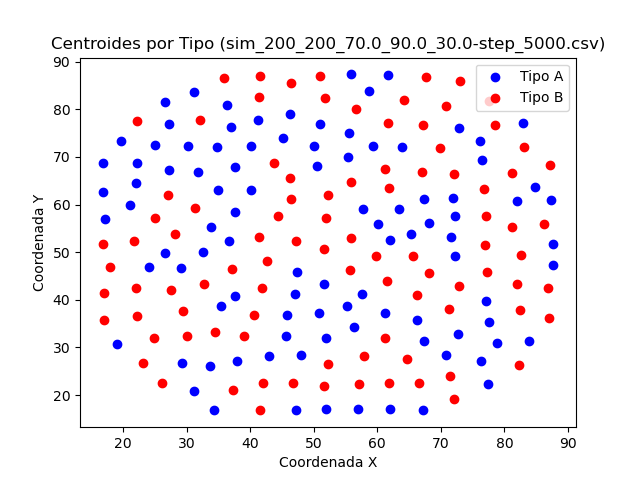 Centroides por Tipo (sim_200_200_70.0_90.0_30.0-step_5000.csv)
Tipo A
Tipo B
90
80
70
60
50
40
30
20
Coordenada Y
20 30 40 50 60 70 80 90
Coordenada X